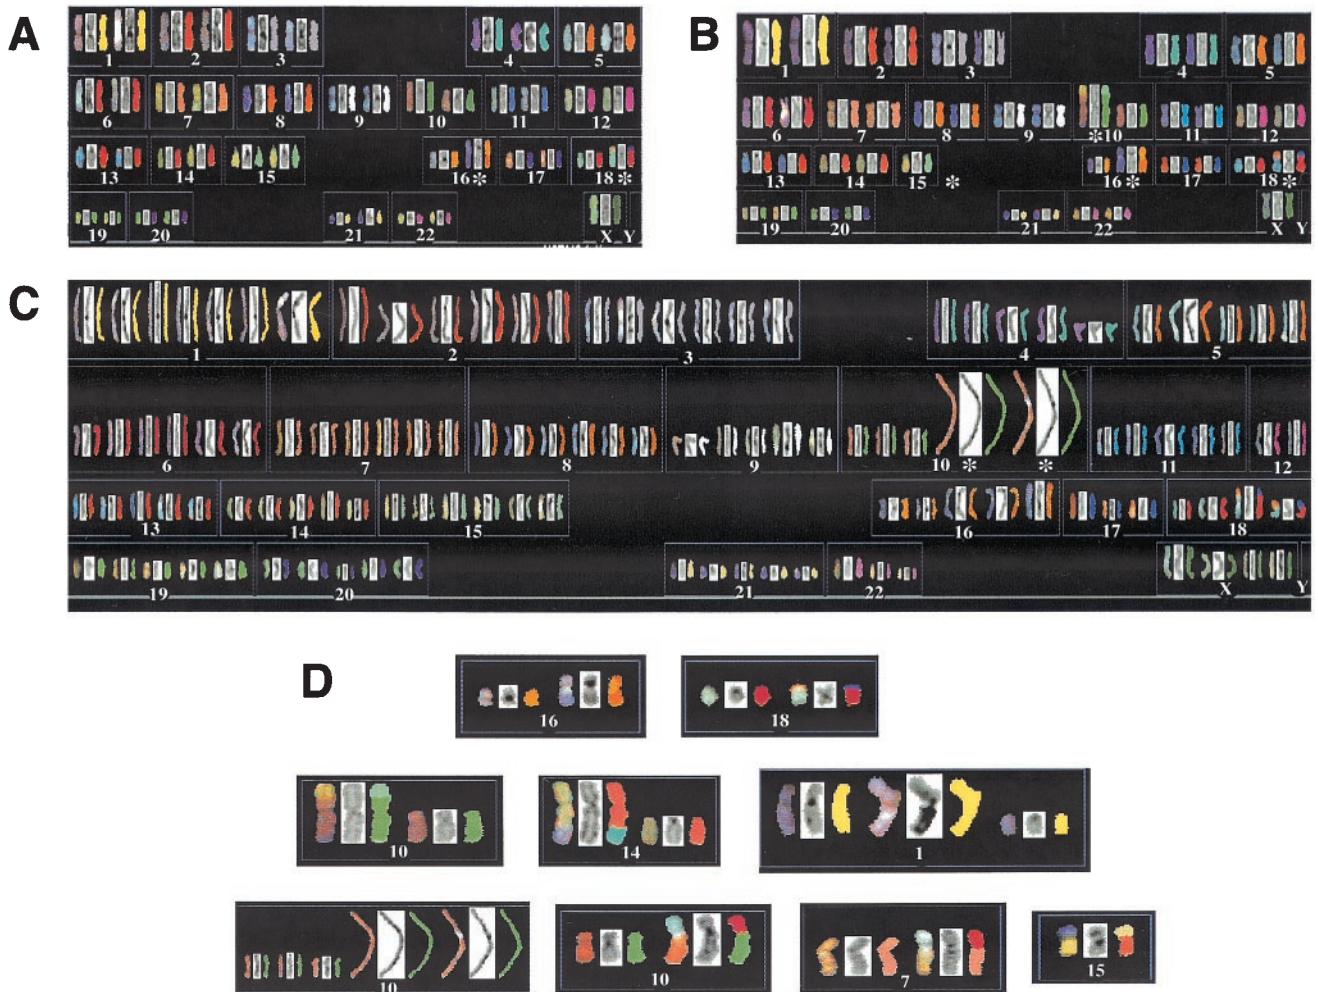 A
1 2 3 4 5
6 7 8 9 10 11 12
13 14 15 16 * 17 18 *
19 20 21 22 X Y
B
1 2 3 4 5
6 7 8 9 * 10 11 12
13 14 15 * 16 * 17 18 *
19 20 21 22 X Y
C
1 2 3 4 5
6 7 8 9 10 * * 11 12
13 14 15 16 17 18
19 20 21 22 X Y
D
16 18
10 14 1
10 10 7 15